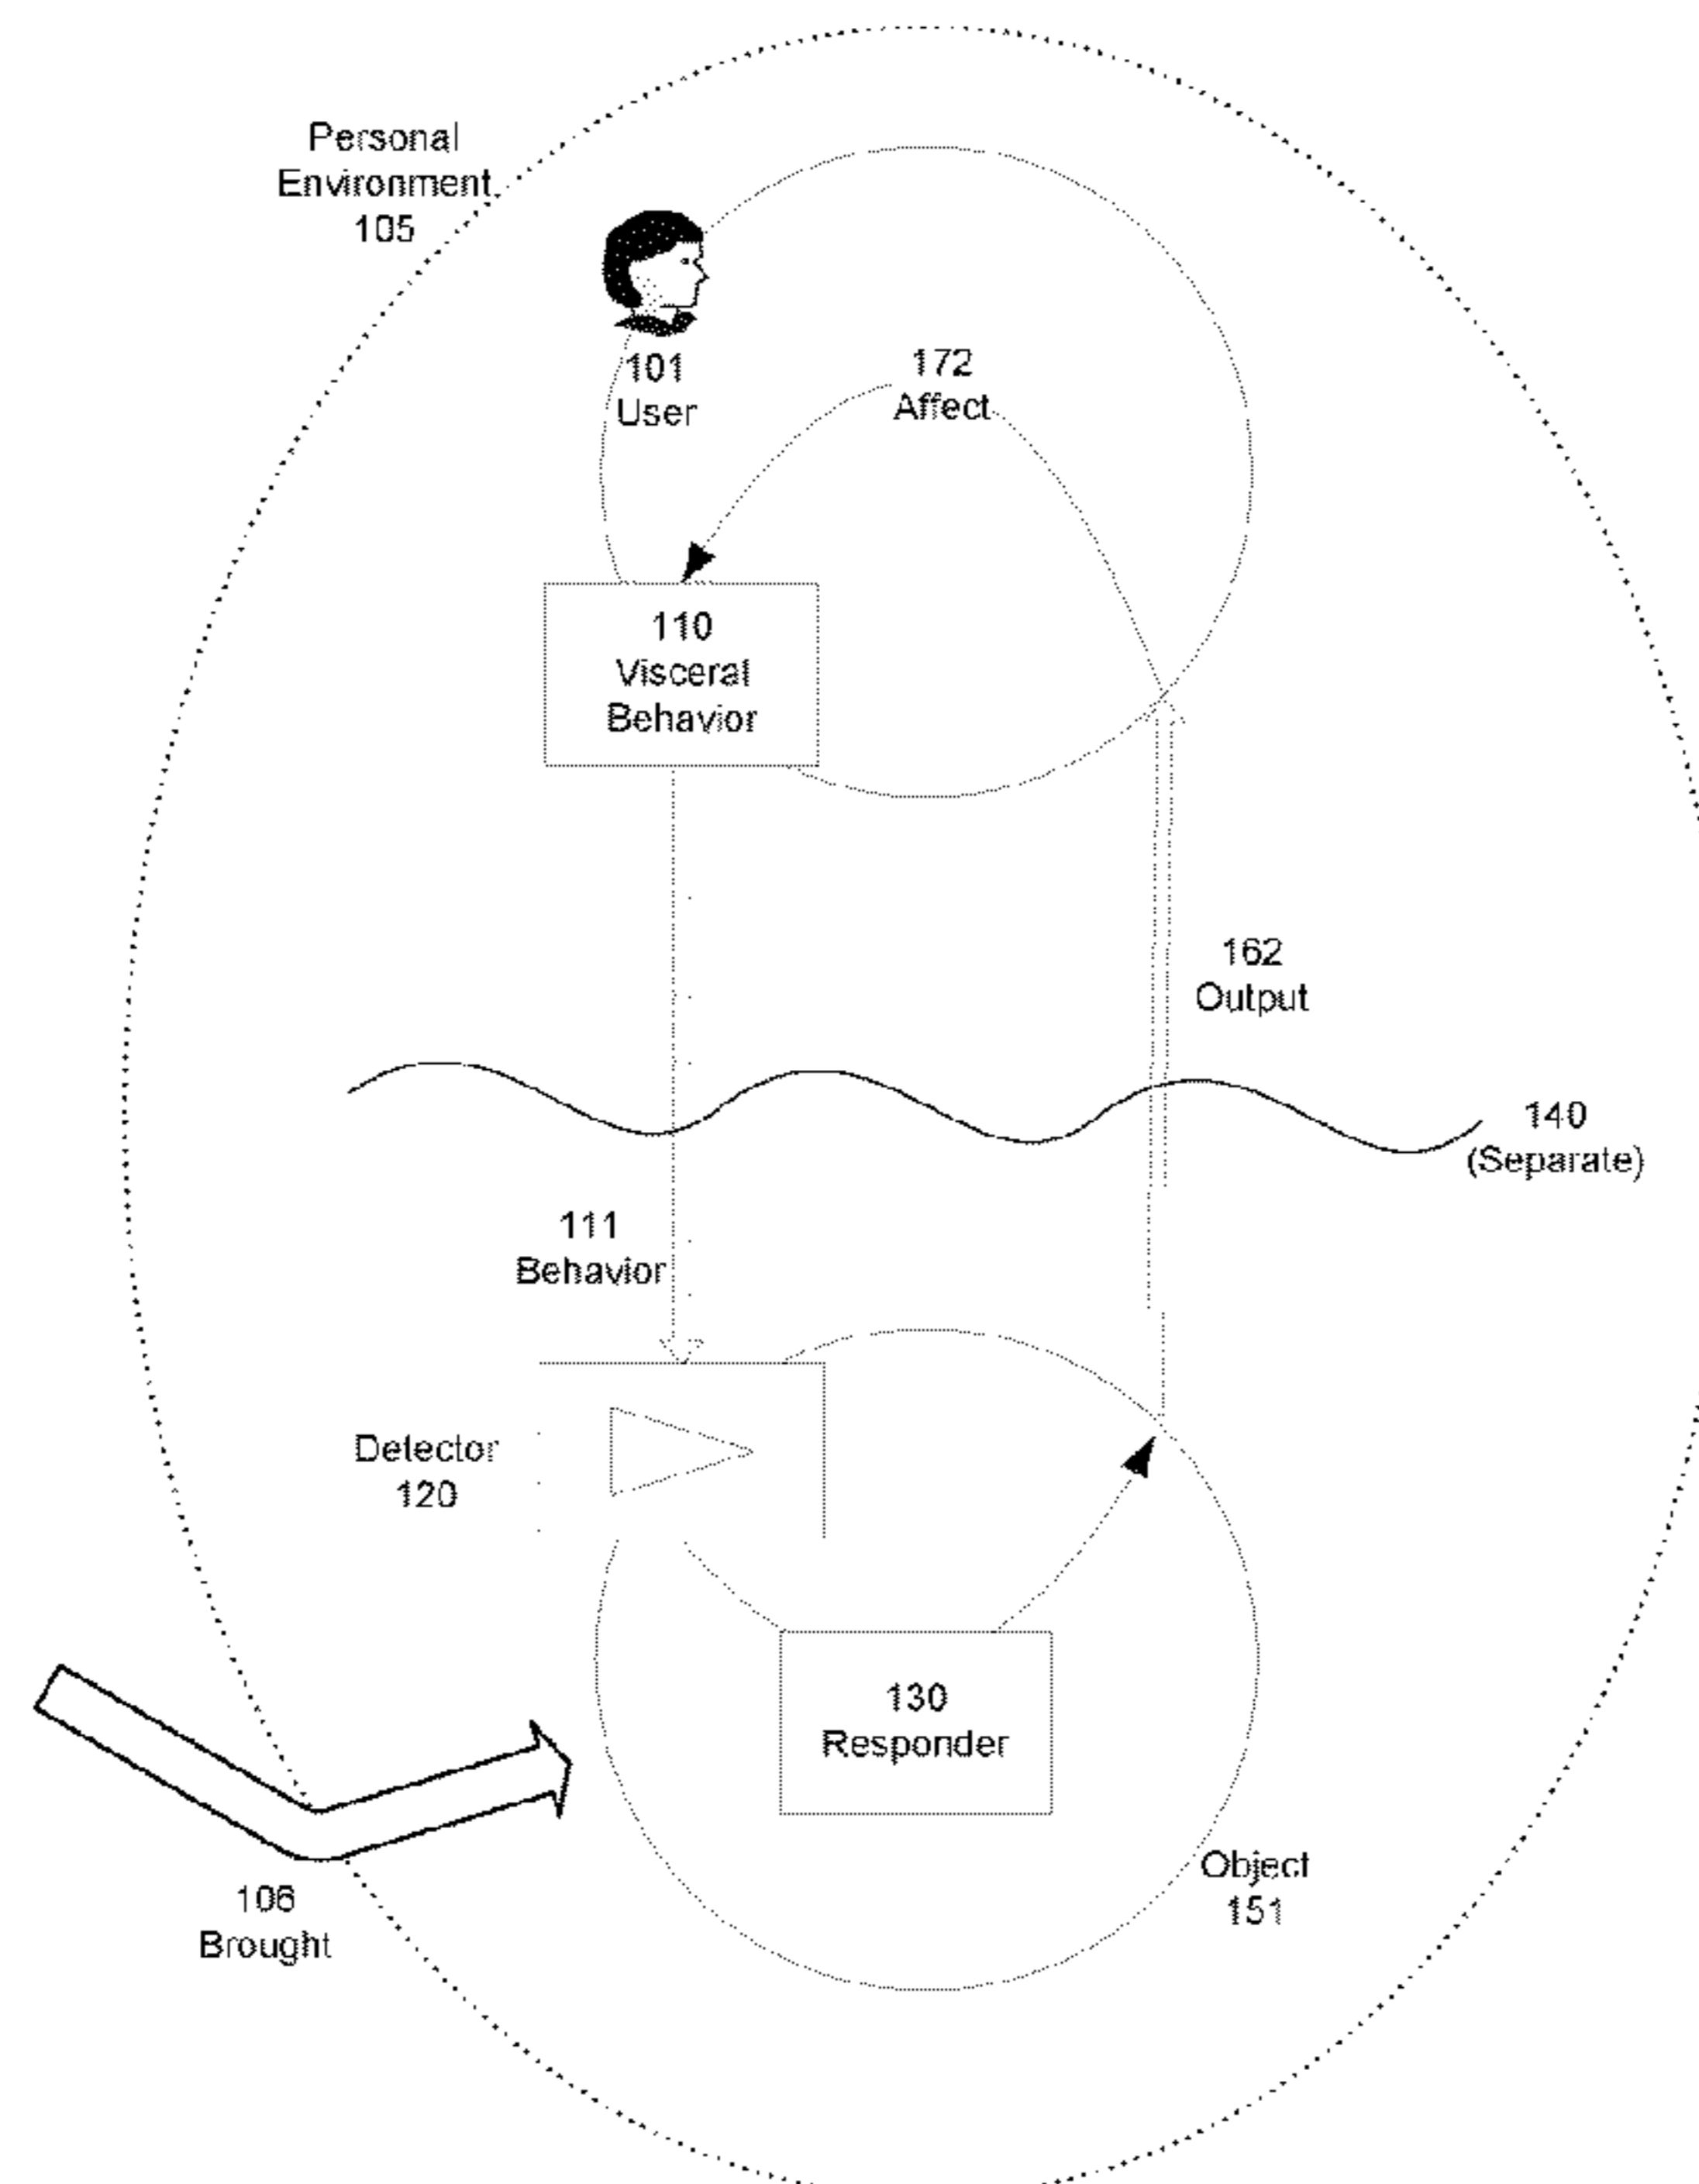 Personal
Environment
105
101
User
172
Affect
110
Visceral
Behavior
162
Output
140
(Separate)
111
Behavior
Detector
120
130
Responder
Object
151
106
Brought